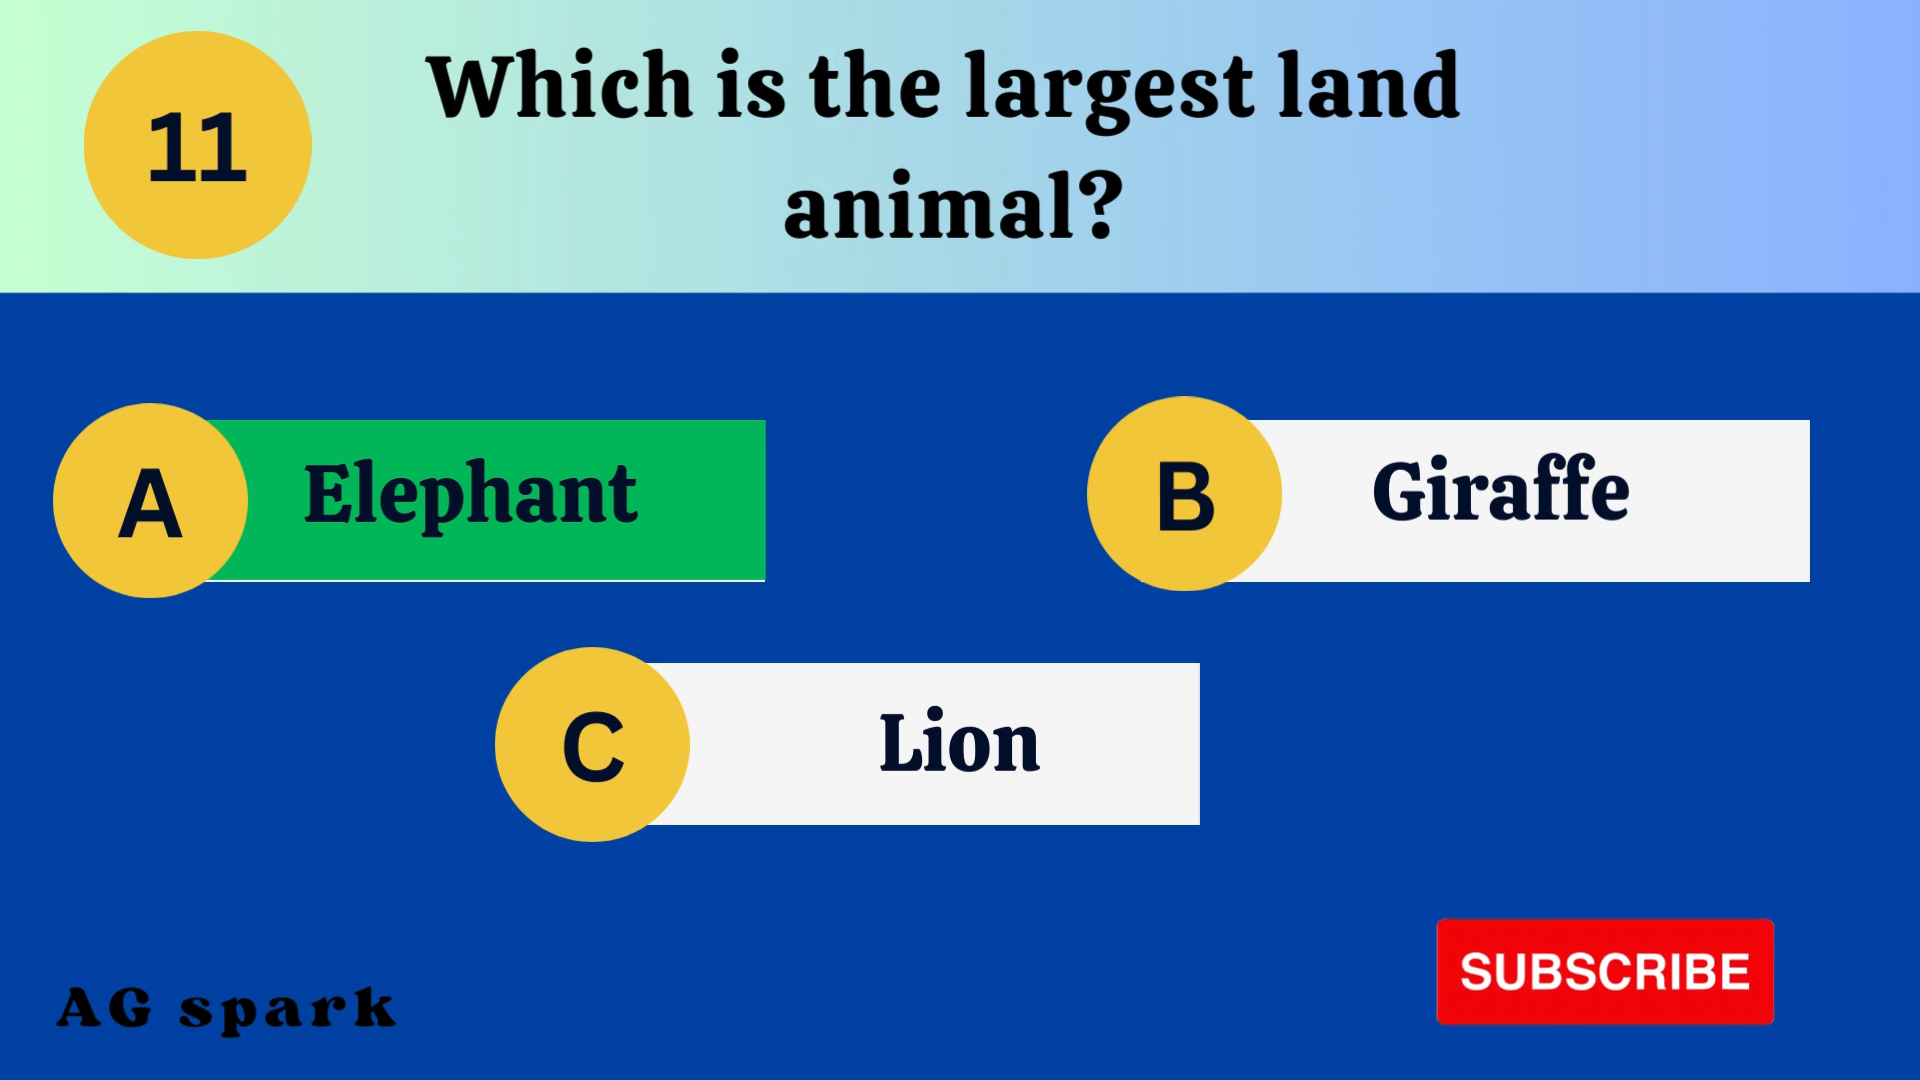 11
Which is the largest land
animal?
A
Elephant
B
Giraffe
C
Lion
AG spark
SUBSCRIBE